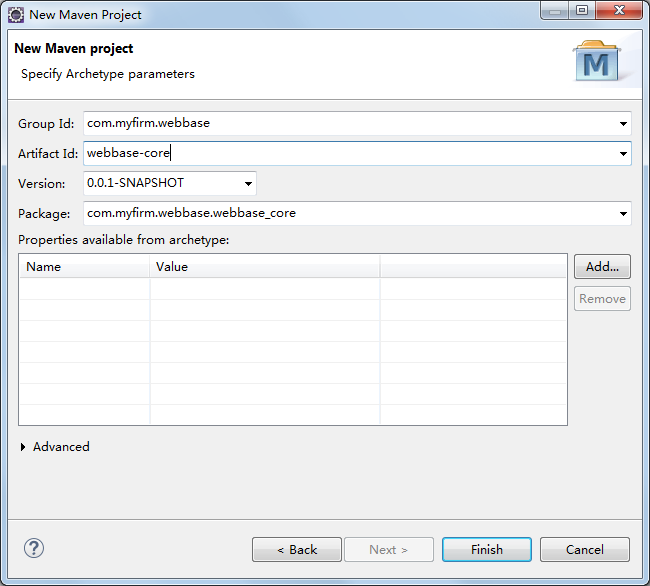 New Maven Project
New Maven project
Specify Archetype parameters
M
Group Id: com.myfirm.webbase
Artifact Id: webbase-core
Version: 0.0.1-SNAPSHOT
Package: com.myfirm.webbase.webbase_core
Properties available from archetype:
Name Value
Add...
Remove
Advanced
? < Back Next > Finish Cancel